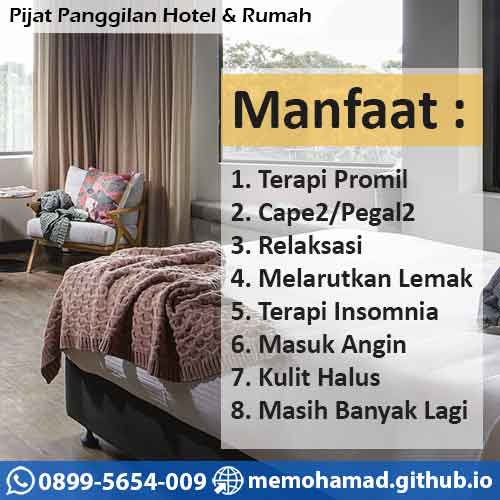 Pijat Panggilan Hotel & Rumah
Manfaat :
1. Terapi Promil
2. Cape2/Pegal2
3. Relaksasi
4. Melarutkan Lemak
5. Terapi Insomnia
6. Masuk Angin
7. Kulit Halus
8. Masih Banyak Lagi
0899-5654-009 memohamad.github.io